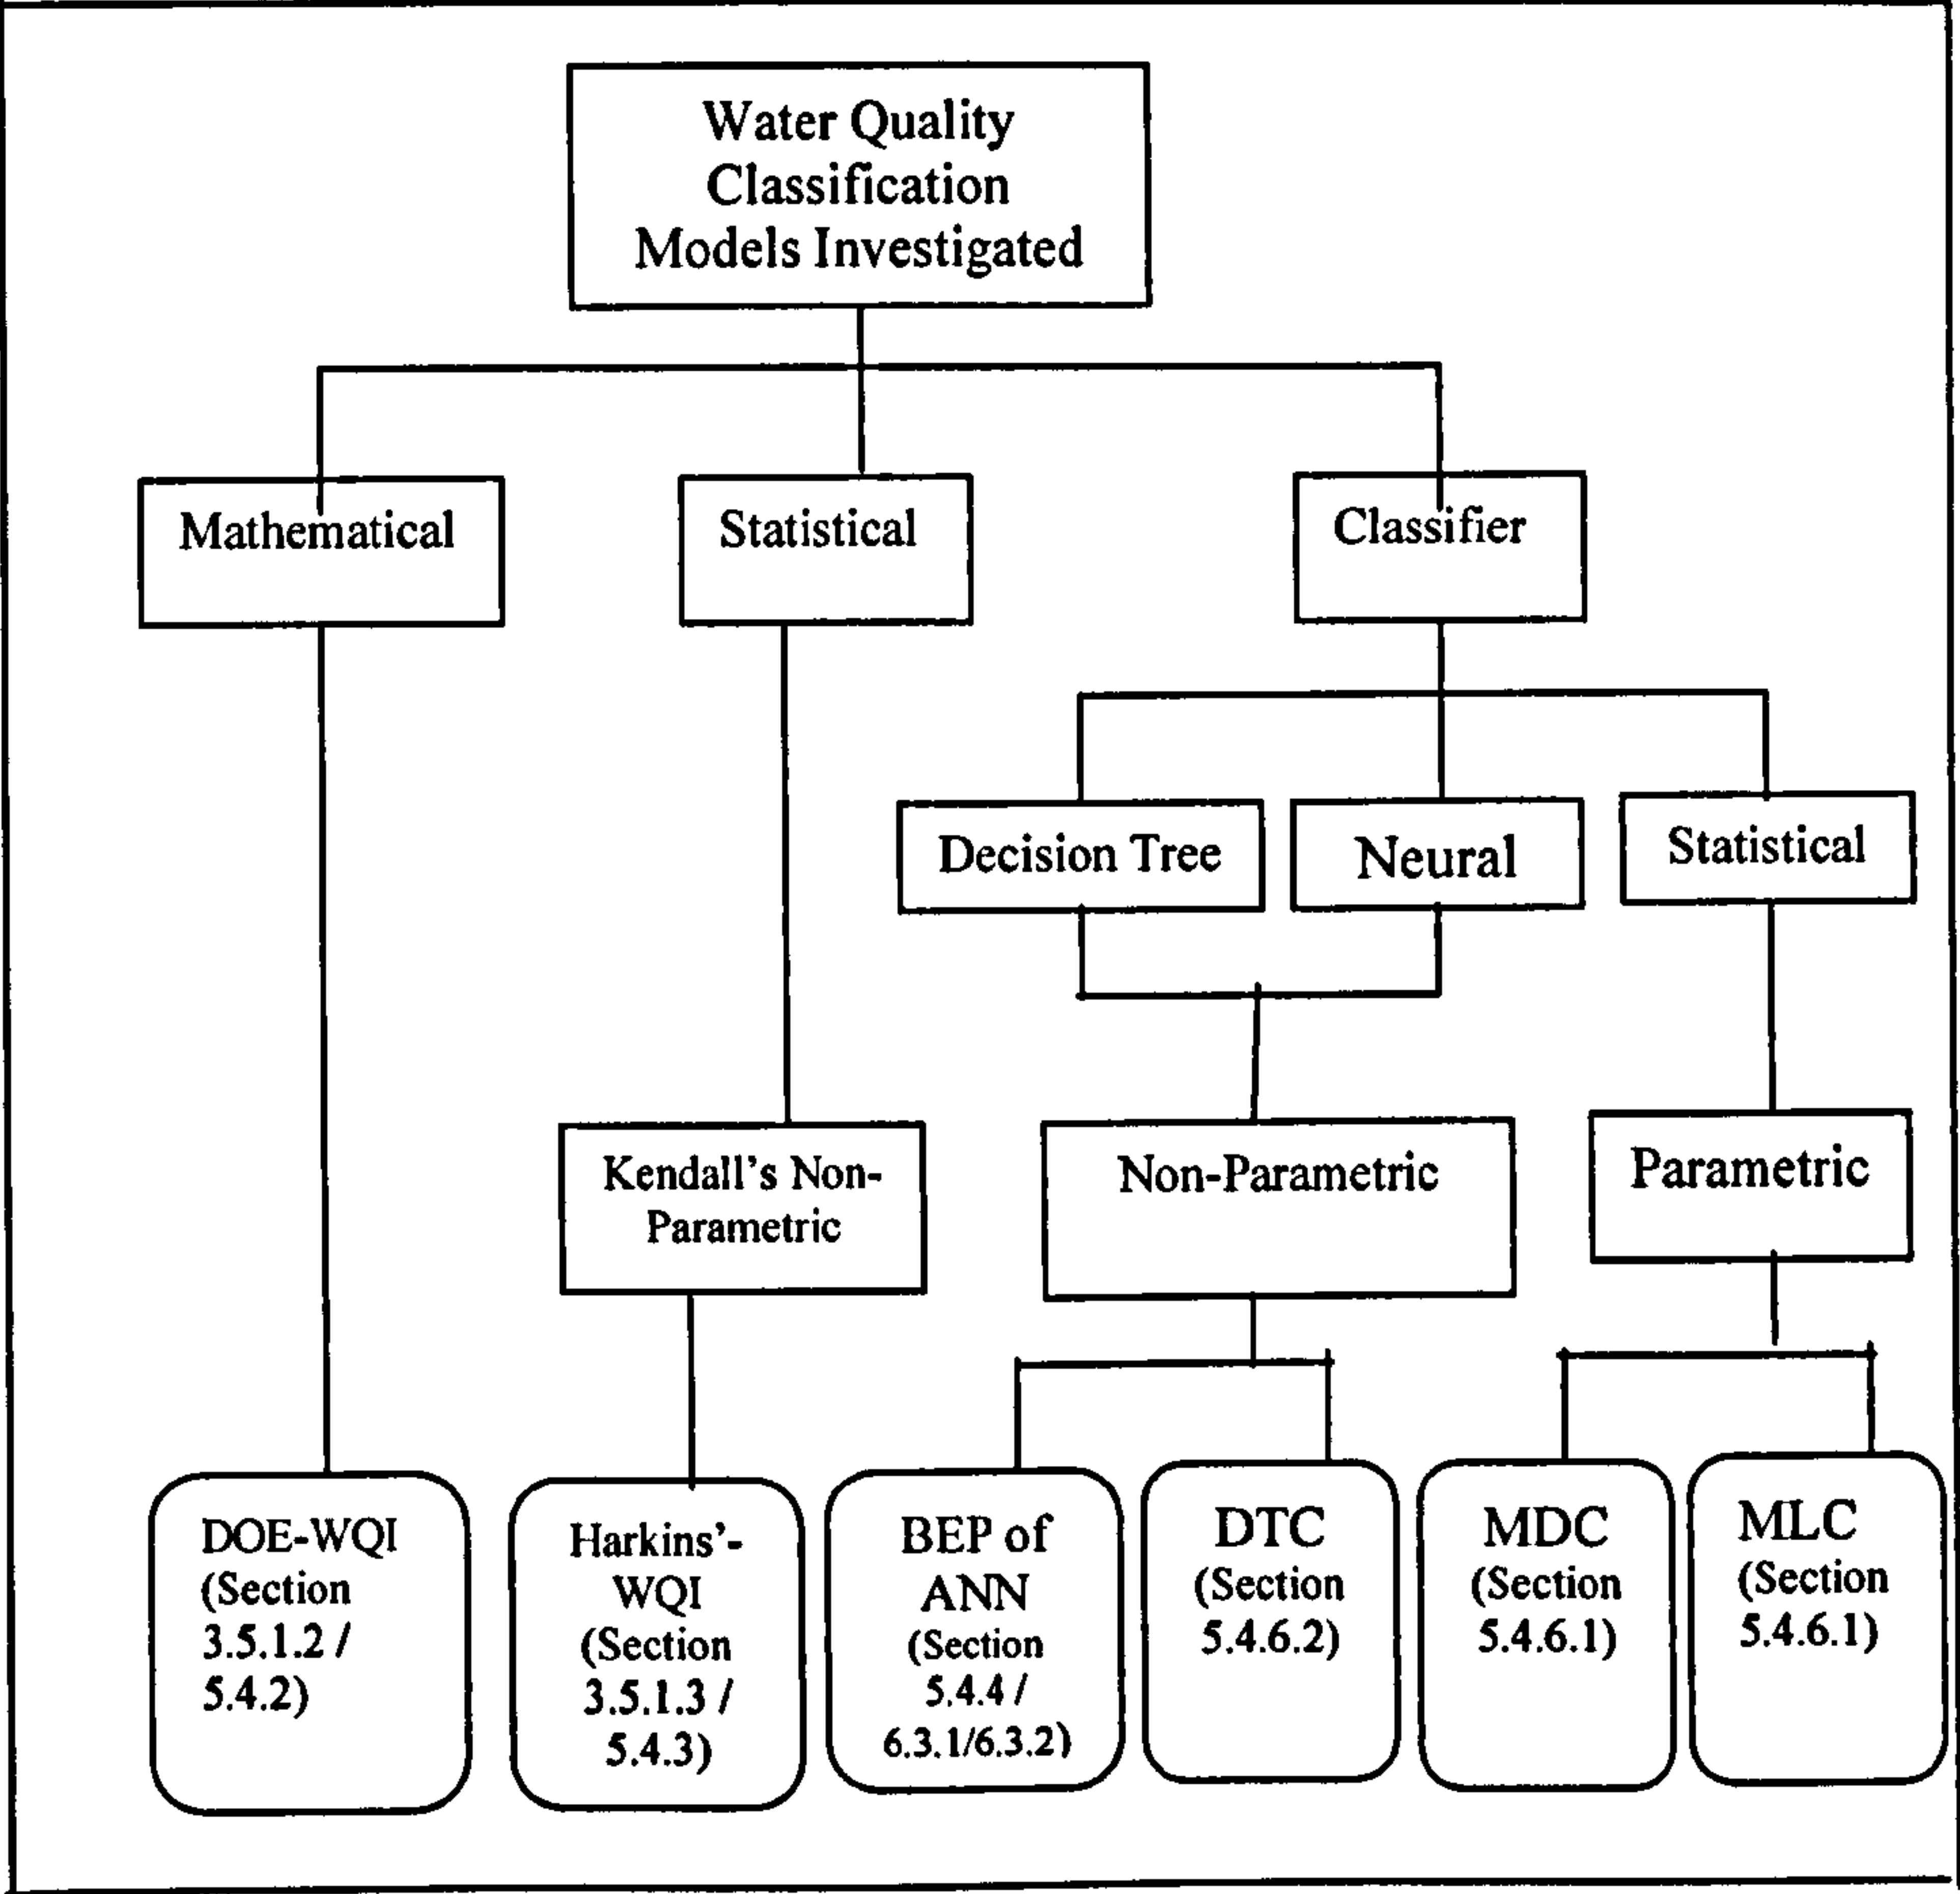 Water Quality
Classification
Models Investigated
Mathematical
Statistical
Classifier
Decision Tree
Neural
Statistical
Kendall's Non-
Parametric
Non-Parametric
Parametric
DOE-WQI
(Section
3.5.1.2 /
5.4.2)
Harkins'-
WQI
(Section
3.5.1.3 /
5.4.3)
BEP of
ANN
(Section
5.4.4 /
6.3.1/6.3.2)
DTC
(Section
5.4.6.2)
MDC
(Section
5.4.6.1)
MLC
(Section
5.4.6.1)